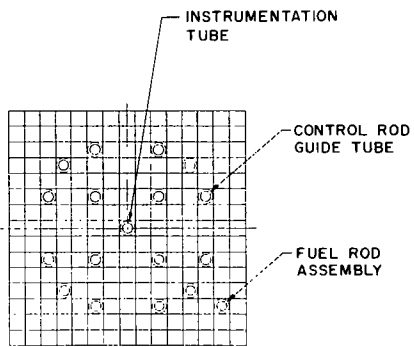 INSTRUMENTATION
TUBE
CONTROL ROD
GUIDE TUBE
FUEL ROD
ASSEMBLY